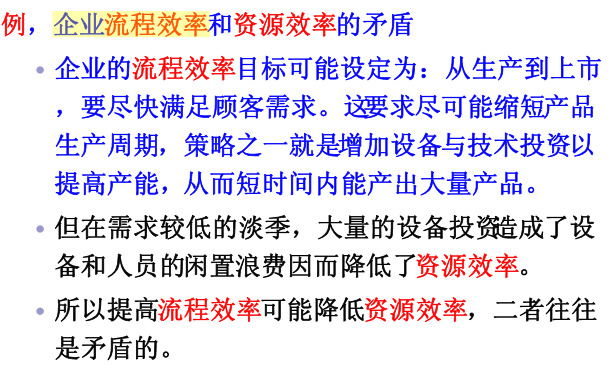 例，企业流程效率和资源效率的矛盾
企业的流程效率目标可能设定为：从生产到上市
，要尽快满足顾客需求。这要求尽可能缩短产品
生产周期，策略之一就是增加设备与技术投资以
提高产能，从而短时间内能产出大量产品。
但在需求较低的淡季，大量的设备投资造成了设
备和人员的闲置浪费因而降低了资源效率。
所以提高流程效率可能降低资源效率，二者往往
是矛盾的。